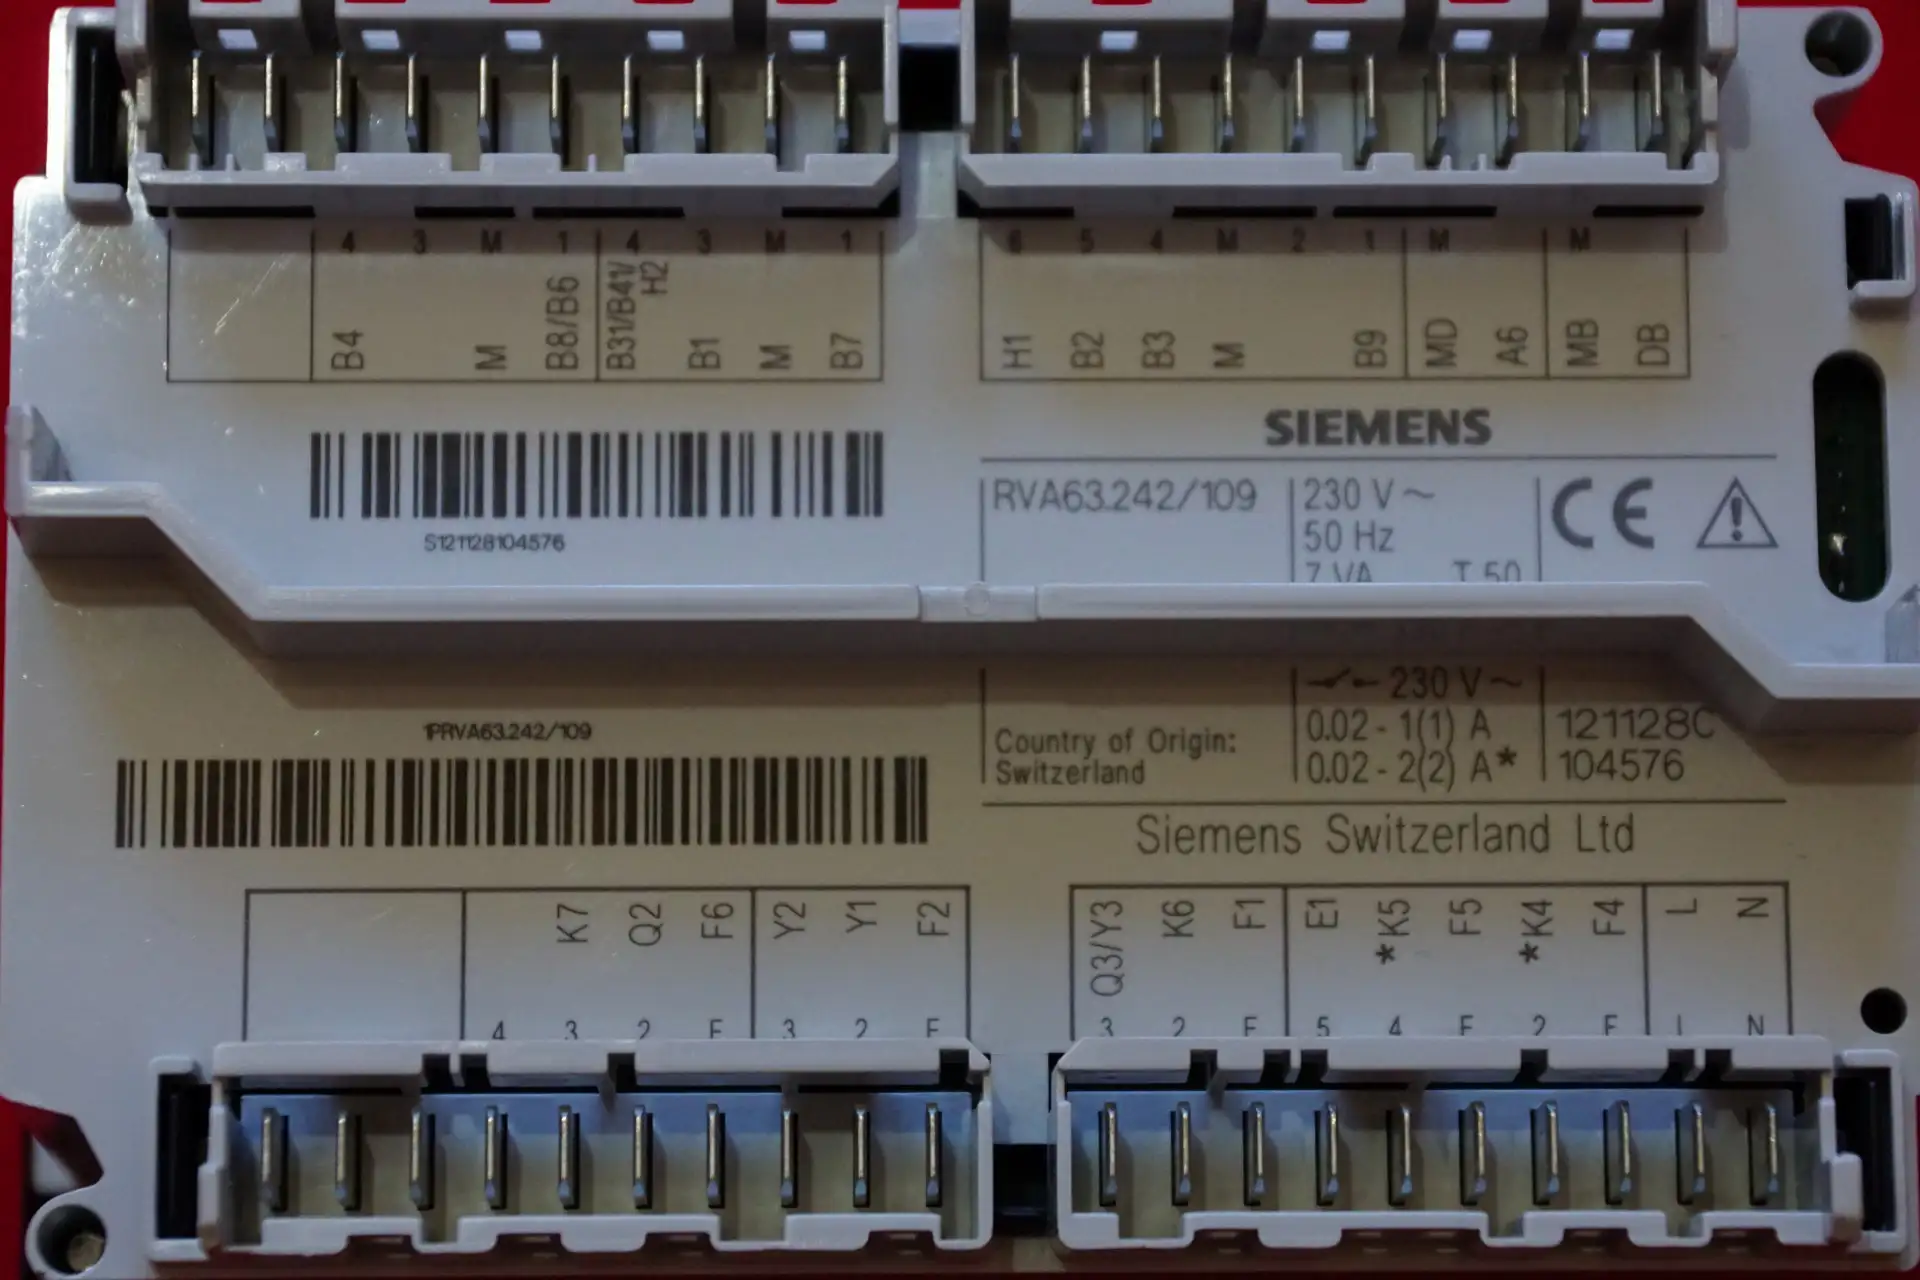 4 3 M 1 4 3 M 1
B4 M B8/B6 B31/B41/H2 B1 M B7
6 5 4 M 2 1 M M
H1 B2 B3 M B9 MD A6 MB DB
SIEMENS
RVA63.242/109
230 V ~
50 Hz
7 VA T 50
CE
S121128104576
1PRVA63.242/109
230 V ~
0.02 - 1(1) A
0.02 - 2(2) A*
Country of Origin:
Switzerland
121128C
104576
Siemens Switzerland Ltd
K7 Q2 F6 Y2 Y1 F2
4 3 2 F 3 2 F
Q3/Y3 K6 F1 E1 *K5 F5 *K4 F4 L N
3 2 F 5 4 F 2 F L N